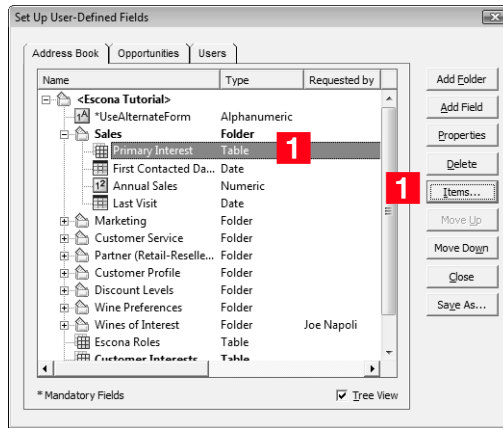 Set Up User-Defined Fields
Address Book Opportunities Users
Name Type Requested by
<Escona Tutorial>
*UseAlternateForm Alphanumeric
Sales Folder
Primary Interest Table 1
First Contacted Da... Date
Annual Sales Numeric
Last Visit Date
Marketing Folder
Customer Service Folder
Partner (Retail-Reselle... Folder
Customer Profile Folder
Discount Levels Folder
Wine Preferences Folder
Wines of Interest Folder Joe Napoli
Escona Roles Table
Customer Interests Table
* Mandatory Fields Tree View
Add Folder
Add Field
Properties
Delete
1 Items...
Move Up
Move Down
Close
Save As...